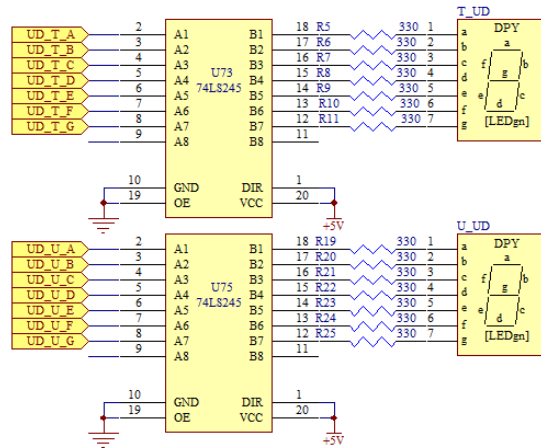 T_UD
UD_T_A 2 A1 B1 18 R5 330 1 a DPY
UD_T_B 3 A2 B2 17 R6 330 2 b a
UD_T_C 4 A3 B3 16 R7 330 3 c f b
UD_T_D 5 A4 U73 B4 15 R8 330 4 d g
UD_T_E 6 A5 74LS245 B5 14 R9 330 5 e e c
UD_T_F 7 A6 B6 13 R10 330 6 f d
UD_T_G 8 A7 B7 12 R11 330 7 g [LEDgn]
9 A8 B8 11
10 GND DIR 1
19 OE VCC 20
+5V
U_UD
UD_U_A 2 A1 B1 18 R19 330 1 a DPY
UD_U_B 3 A2 B2 17 R20 330 2 b a
UD_U_C 4 A3 B3 16 R21 330 3 c f b
UD_U_D 5 A4 U75 B4 15 R22 330 4 d g
UD_U_E 6 A5 74LS245 B5 14 R23 330 5 e e c
UD_U_F 7 A6 B6 13 R24 330 6 f d
UD_U_G 8 A7 B7 12 R25 330 7 g [LEDgn]
9 A8 B8 11
10 GND DIR 1
19 OE VCC 20
+5V